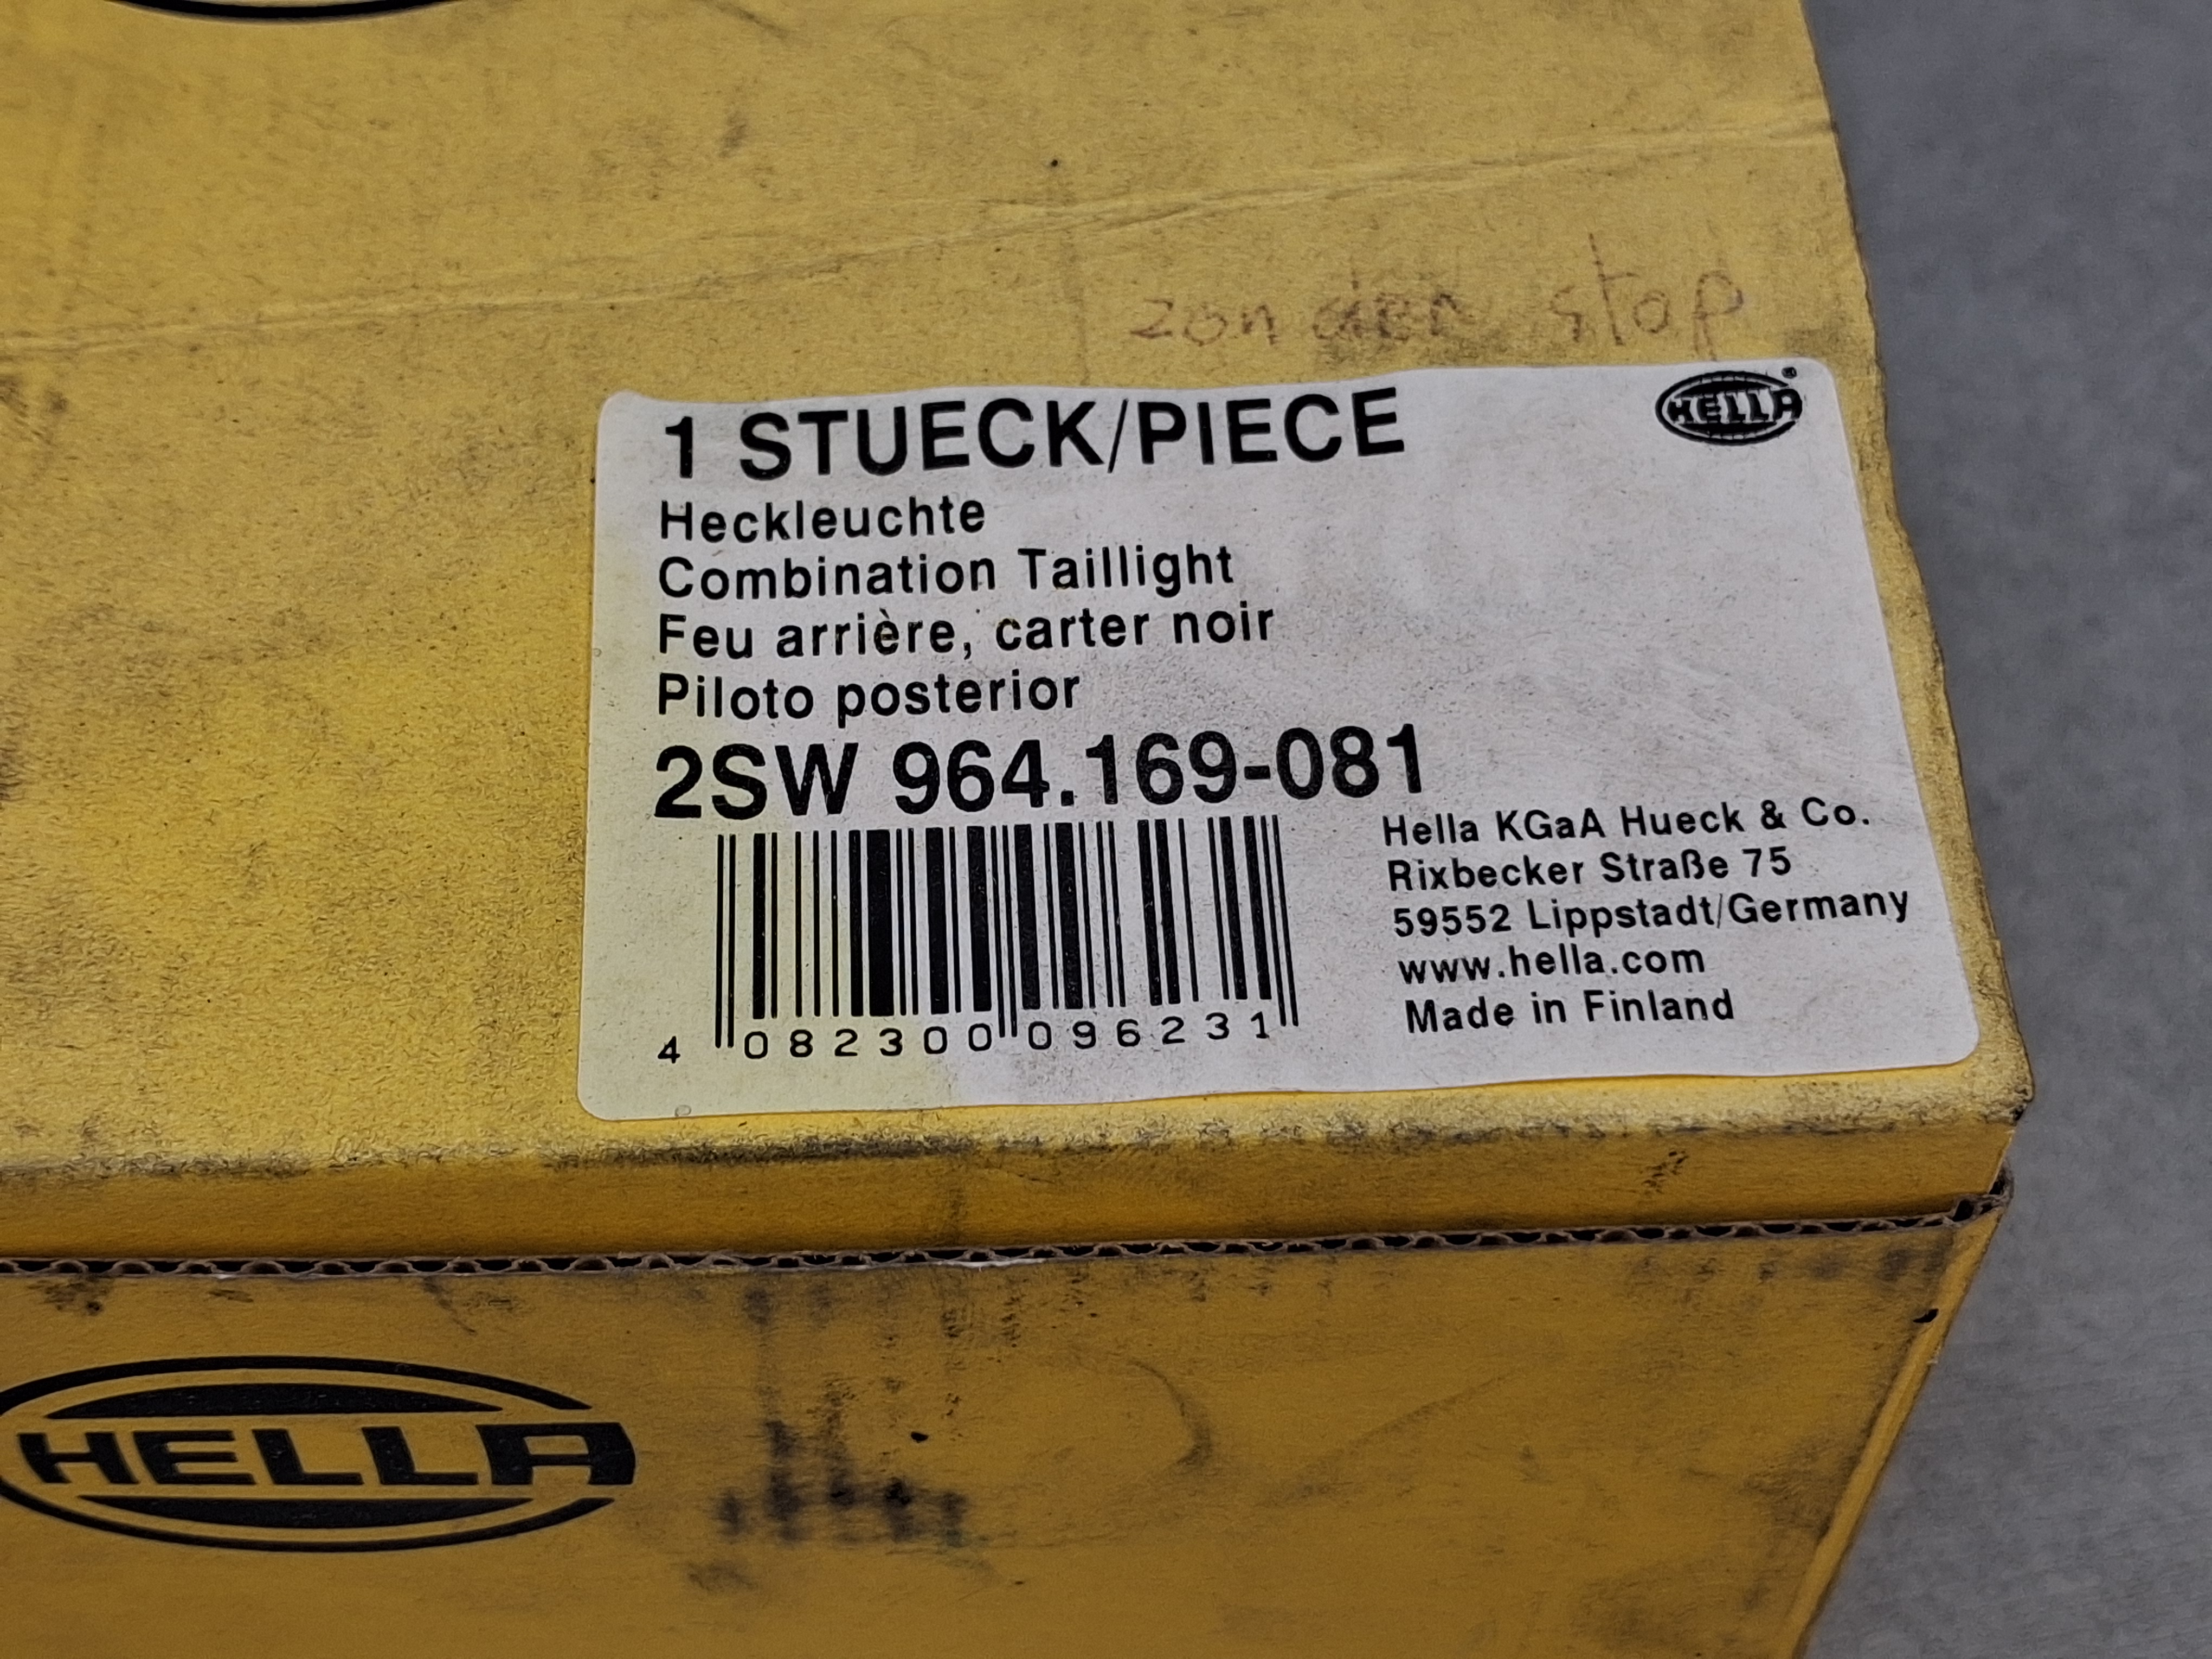 zonder stop
1 STUECK/PIECE
HELLA®
Heckleuchte
Combination Taillight
Feu arrière, carter noir
Piloto posterior
2SW 964.169-081
4 082300 096231
Hella KGaA Hueck & Co.
Rixbecker Straße 75
59552 Lippstadt/Germany
www.hella.com
Made in Finland
HELLA